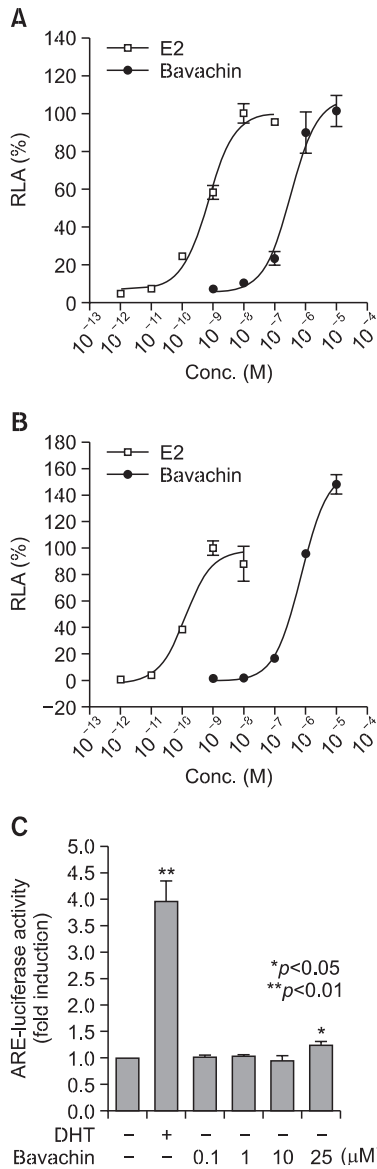 A
140
120
100
80
60
40
20
0
RLA (%)
E2
Bavachin
10⁻¹³ 10⁻¹² 10⁻¹¹ 10⁻¹⁰ 10⁻⁹ 10⁻⁸ 10⁻⁷ 10⁻⁶ 10⁻⁵ 10⁻⁴
Conc. (M)
B
180
160
140
120
100
80
60
40
20
0
−20
RLA (%)
E2
Bavachin
10⁻¹³ 10⁻¹² 10⁻¹¹ 10⁻¹⁰ 10⁻⁹ 10⁻⁸ 10⁻⁷ 10⁻⁶ 10⁻⁵ 10⁻⁴
Conc. (M)
C
5.0
4.5
4.0
3.5
3.0
2.5
2.0
1.5
1.0
0.5
0
ARE-luciferase activity
(fold induction)
**
*p<0.05
**p<0.01
*
DHT − + − − − −
Bavachin − − 0.1 1 10 25 (μM)